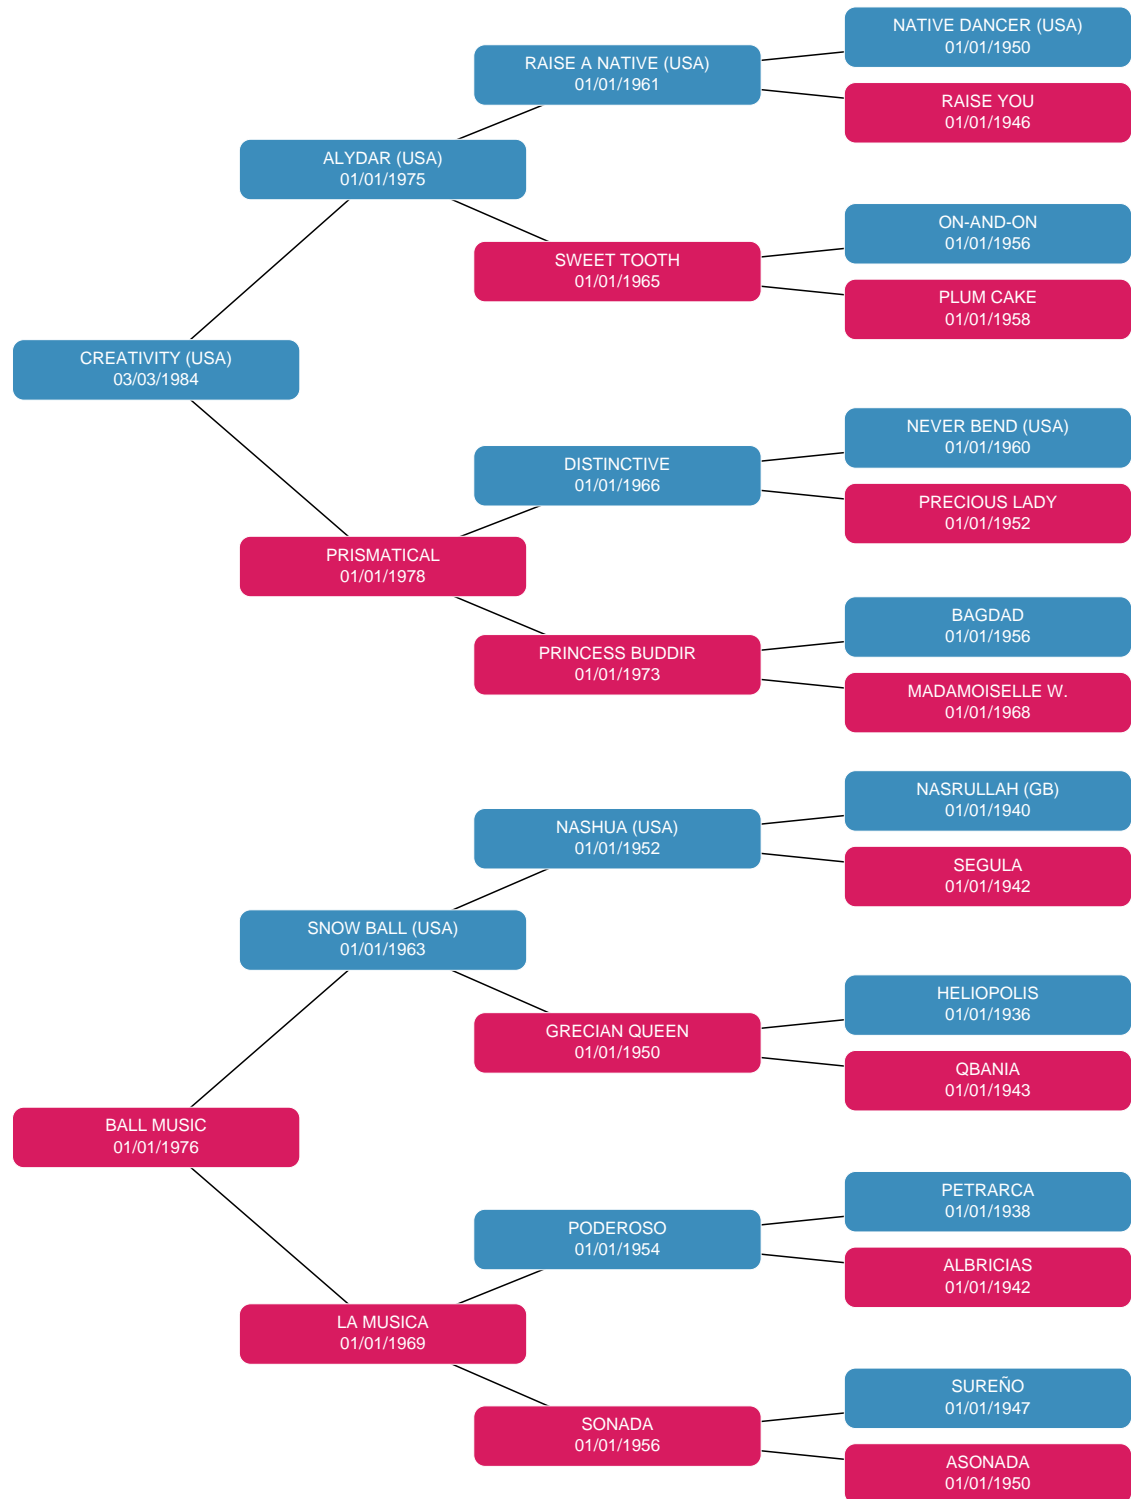 NATIVE DANCER (USA)
01/01/1950
RAISE A NATIVE (USA)
01/01/1961
RAISE YOU
01/01/1946
ALYDAR (USA)
01/01/1975
ON-AND-ON
01/01/1956
SWEET TOOTH
01/01/1965
PLUM CAKE
01/01/1958
CREATIVITY (USA)
03/03/1984
NEVER BEND (USA)
01/01/1960
DISTINCTIVE
01/01/1966
PRECIOUS LADY
01/01/1952
PRISMATICAL
01/01/1978
BAGDAD
01/01/1956
PRINCESS BUDDIR
01/01/1973
MADAMOISELLE W.
01/01/1968
NASRULLAH (GB)
01/01/1940
NASHUA (USA)
01/01/1952
SEGULA
01/01/1942
SNOW BALL (USA)
01/01/1963
HELIOPOLIS
01/01/1936
GRECIAN QUEEN
01/01/1950
QBANIA
01/01/1943
BALL MUSIC
01/01/1976
PETRARCA
01/01/1938
PODEROSO
01/01/1954
ALBRICIAS
01/01/1942
LA MUSICA
01/01/1969
SUREÑO
01/01/1947
SONADA
01/01/1956
ASONADA
01/01/1950